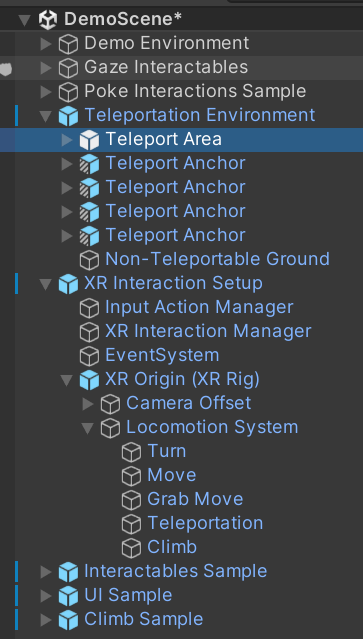 DemoScene*
Demo Environment
Gaze Interactables
Poke Interactions Sample
Teleportation Environment
Teleport Area
Teleport Anchor
Teleport Anchor
Teleport Anchor
Teleport Anchor
Non-Teleportable Ground
XR Interaction Setup
Input Action Manager
XR Interaction Manager
EventSystem
XR Origin (XR Rig)
Camera Offset
Locomotion System
Turn
Move
Grab Move
Teleportation
Climb
Interactables Sample
UI Sample
Climb Sample